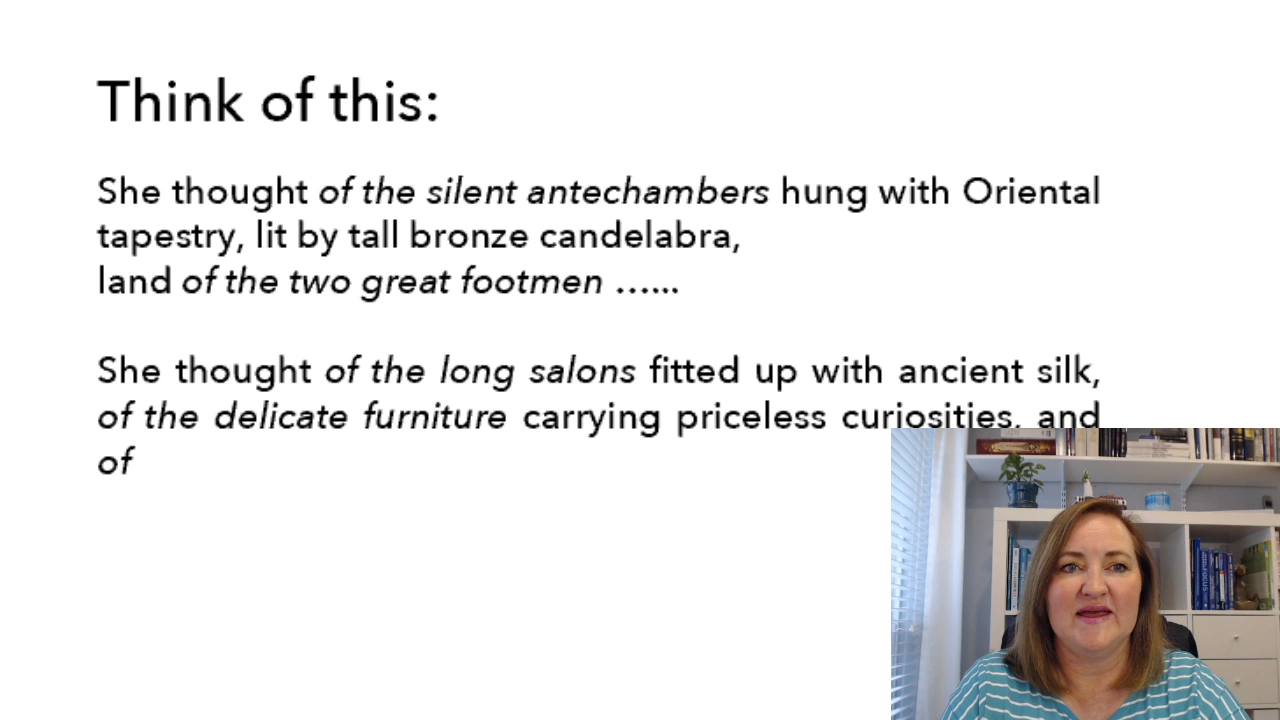 Think of this:
She thought of the silent antechambers hung with Oriental
tapestry, lit by tall bronze candelabra,
land of the two great footmen …...
She thought of the long salons fitted up with ancient silk,
of the delicate furniture carrying priceless curiosities, and
of